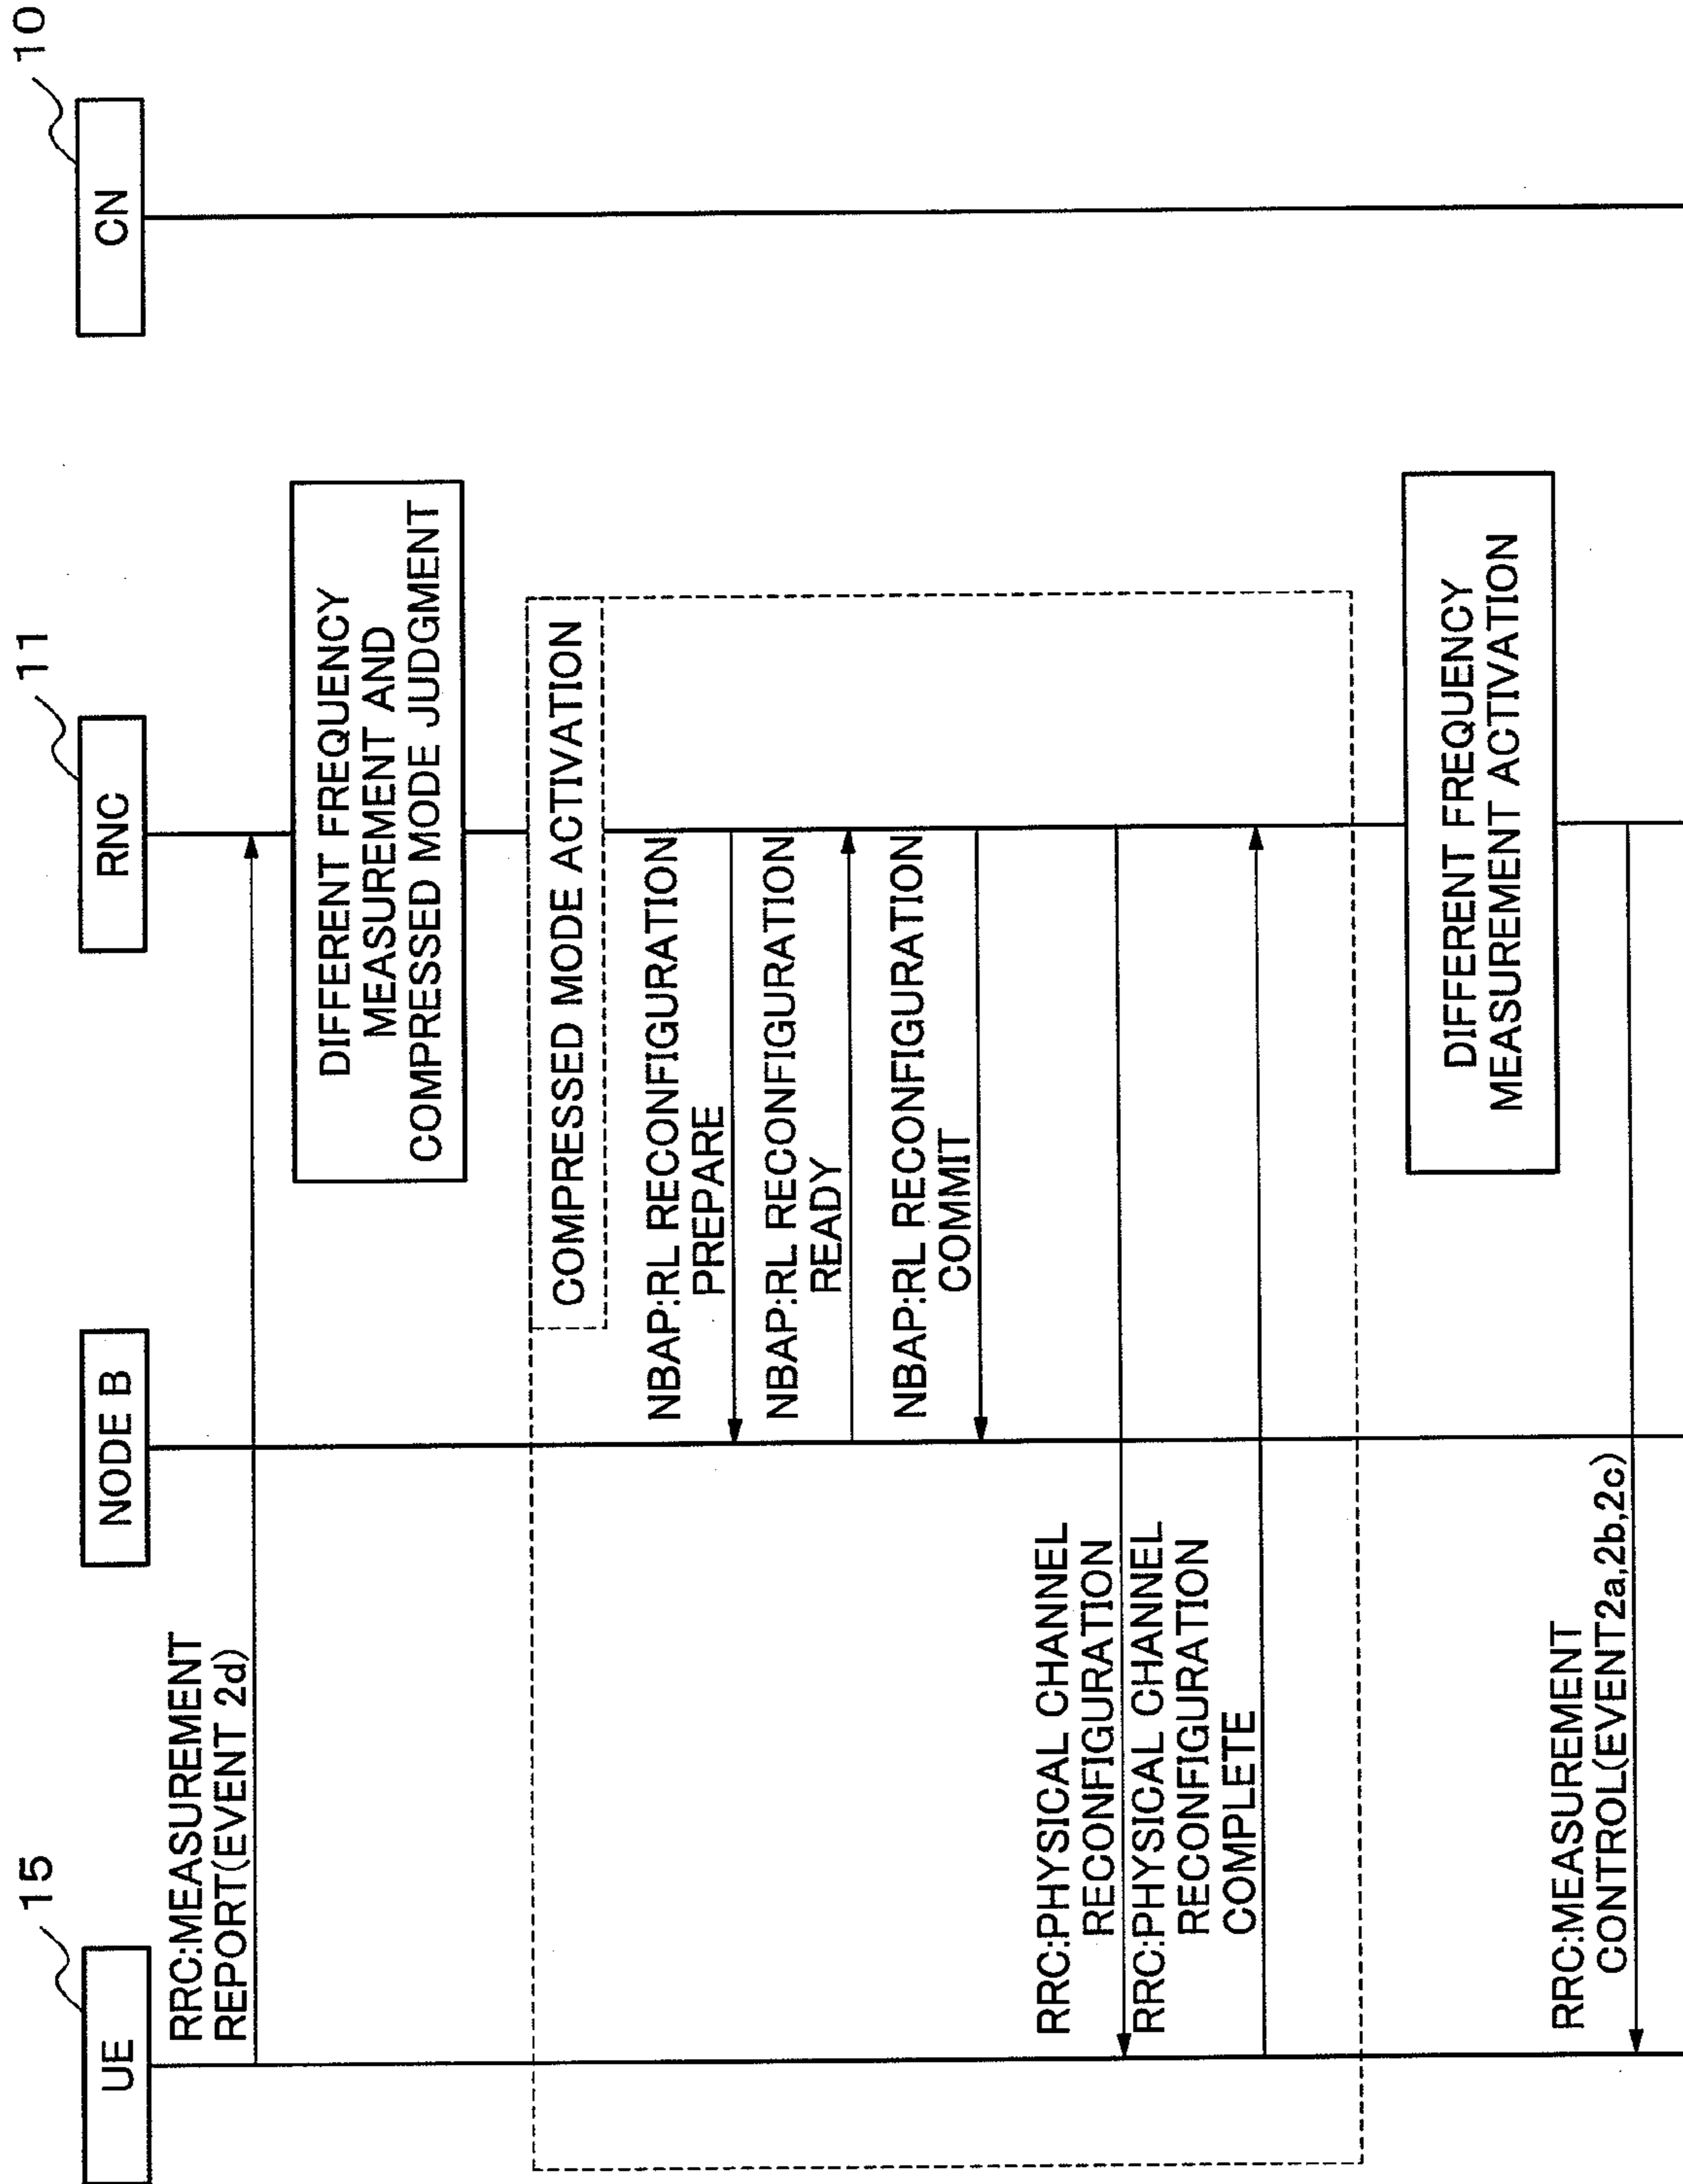 15
11
10
UE
NODE B
RNC
CN
RRC:MEASUREMENT
REPORT(EVENT 2d)
DIFFERENT FREQUENCY
MEASUREMENT AND
COMPRESSED MODE JUDGMENT
COMPRESSED MODE ACTIVATION
NBAP:RL RECONFIGURATION
PREPARE
NBAP:RL RECONFIGURATION
READY
NBAP:RL RECONFIGURATION
COMMIT
RRC:PHYSICAL CHANNEL
RECONFIGURATION
RRC:PHYSICAL CHANNEL
RECONFIGURATION
COMPLETE
DIFFERENT FREQUENCY
MEASUREMENT ACTIVATION
RRC:MEASUREMENT
CONTROL(EVENT2a,2b,2c)